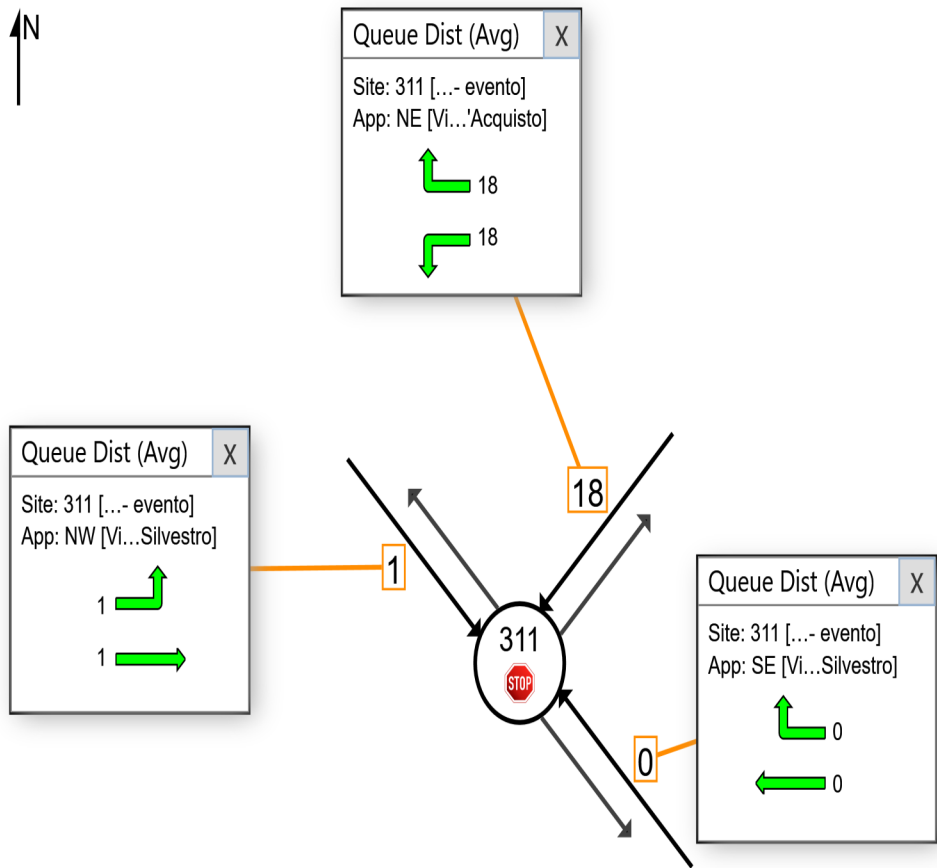 N
Queue Dist (Avg) X
Site: 311 [...- evento]
App: NE [Vi...'Acquisto]
18
18
18
Queue Dist (Avg) X
Site: 311 [...- evento]
App: NW [Vi...Silvestro]
1
1
1
311
STOP
Queue Dist (Avg) X
Site: 311 [...- evento]
App: SE [Vi...Silvestro]
0
0
0